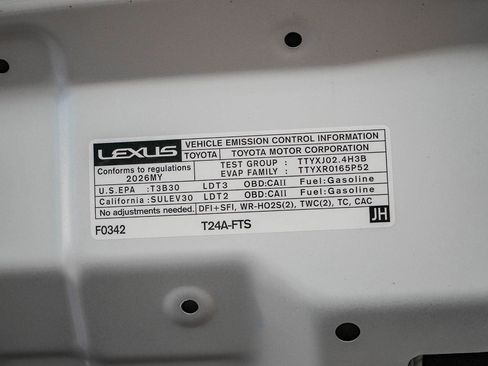 LEXUS VEHICLE EMISSION CONTROL INFORMATION
TOYOTA TOYOTA MOTOR CORPORATION
Conforms to regulations TEST GROUP : TTYXJ02.4H3B
2026MY EVAP FAMILY : TTYXR0165P52
U.S.EPA :T3B30 LDT3 OBD:CAII Fuel:Gasoline
California :SULEV30 LDT2 OBD:CAII Fuel:Gasoline
No adjustments needed. DFI+SFI, WR-HO2S(2), TWC(2), TC, CAC
JH
F0342 T24A-FTS